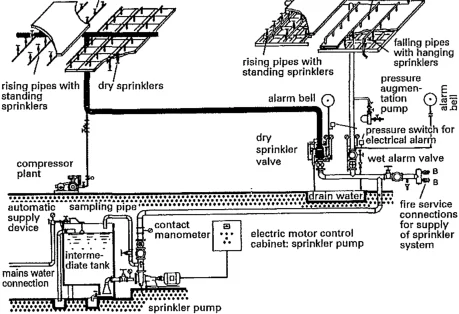 falling pipes
with hanging
sprinklers
rising pipes with
standing sprinklers
rising pipes with
standing
sprinklers
dry sprinklers
pressure
augmen-
tation
pump
alarm
bell
alarm bell
pressure switch for
electrical alarm
dry
sprinkler
valve
wet alarm valve
compressor
plant
B
B
drain water
automatic
supply
device
sampling pipe
fire service
connections
for supply
of sprinkler
system
contact
manometer
electric motor control
cabinet: sprinkler pump
interme-
diate tank
mains water
connection
sprinkler pump